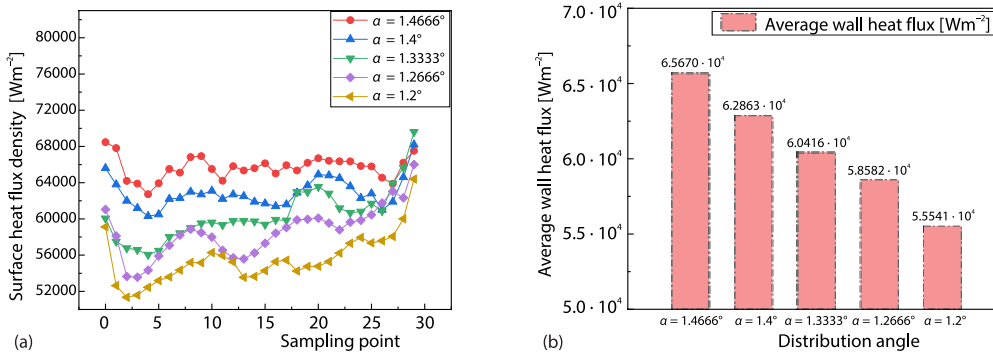 Surface heat flux density [Wm⁻²]
80000
76000
72000
68000
64000
60000
56000
52000
α = 1.4666°
α = 1.4°
α = 1.3333°
α = 1.2666°
α = 1.2°
0 5 10 15 20 25 30
(a)
Sampling point
Average wall heat flux [Wm⁻²]
7.0 · 10⁴
6.5 · 10⁴
6.0 · 10⁴
5.5 · 10⁴
5.0 · 10⁴
Average wall heat flux [Wm⁻²]
6.5670 · 10⁴
6.2863 · 10⁴
6.0416 · 10⁴
5.8582 · 10⁴
5.5541 · 10⁴
α = 1.4666° α = 1.4° α = 1.3333° α = 1.2666° α = 1.2°
(b)
Distribution angle